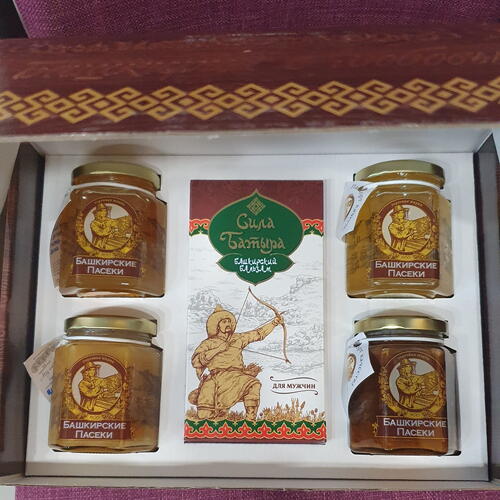 Сила
Батыра
БАШКИРСКИЙ
БАЛЬЗАМ
ДЛЯ МУЖЧИН
БАШКИРСКИЕ
ПАСЕКИ
БАШКИРСКИЕ
ПАСЕКИ
БАШКИРСКИЕ
ПАСЕКИ
БАШКИРСКИЕ
ПАСЕКИ